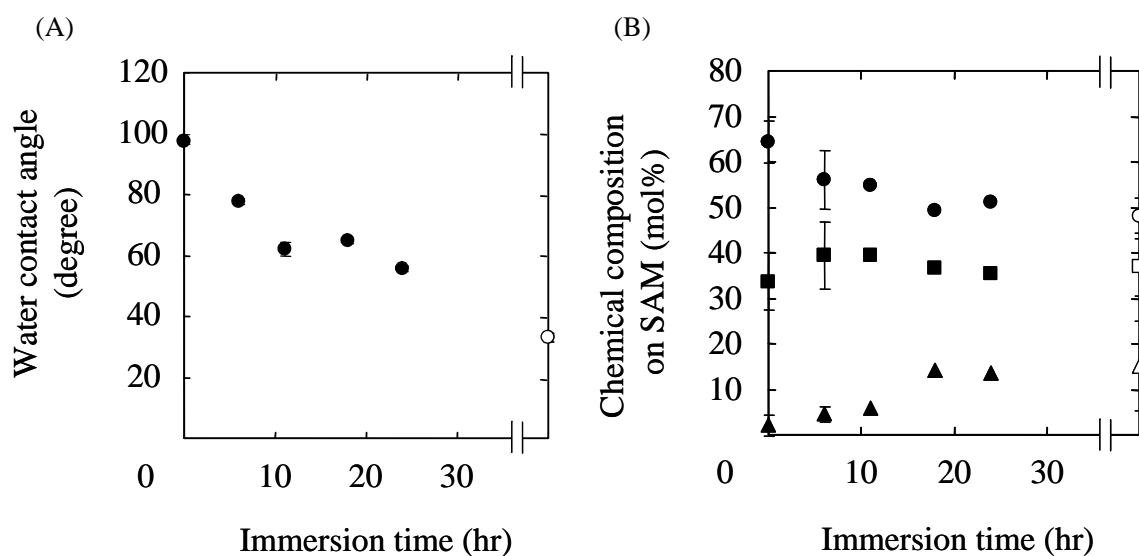 (A)
(B)
Water contact angle
(degree)
120
100
80
60
40
20
0
10
20
30
Immersion time (hr)
Chemical composition
on SAM (mol%)
80
70
60
50
40
30
20
10
0
10
20
30
Immersion time (hr)